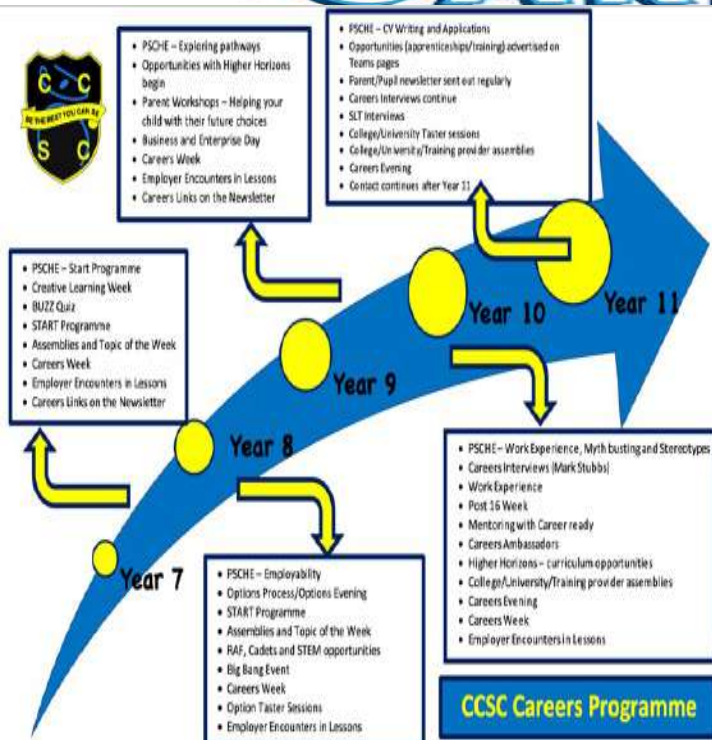 C C
BE THE BEST YOU CAN BE
S C
• PSCHE – Exploring pathways
• Opportunities with Higher Horizons
begin
• Parent Workshops – Helping your
child with their future choices
• Business and Enterprise Day
• Careers Week
• Employer Encounters in Lessons
• Careers Links on the Newsletter
• PSCHE – CV Writing and Applications
• Opportunities (apprenticeships/training) advertised on
Teams pages
• Parent/Pupil newsletter sent out regularly
• Careers Interviews continue
• SLT Interviews
• College/University Taster sessions
• College/University/Training provider assemblies
• Careers Evening
• Contact continues after Year 11
• PSCHE – Start Programme
• Creative Learning Week
• BUZZ Quiz
• START Programme
• Assemblies and Topic of the Week
• Careers Week
• Employer Encounters in Lessons
• Careers Links on the Newsletter
Year 11
Year 10
Year 9
Year 8
Year 7
• PSCHE – Employability
• Options Process/Options Evening
• START Programme
• Assemblies and Topic of the Week
• RAF, Cadets and STEM opportunities
• Big Bang Event
• Careers Week
• Option Taster Sessions
• Employer Encounters in Lessons
• PSCHE – Work Experience, Myth busting and Stereotypes
• Careers Interviews (Mark Stubbs)
• Work Experience
• Post 16 Week
• Mentoring with Career ready
• Careers Ambassadors
• Higher Horizons – curriculum opportunities
• College/University/Training provider assemblies
• Careers Evening
• Careers Week
• Employer Encounters in Lessons
CCSC Careers Programme